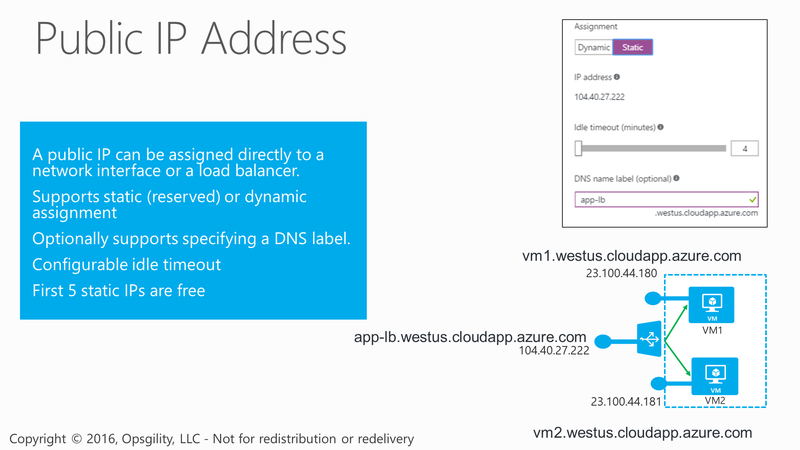 Public IP Address
A public IP can be assigned directly to a
network interface or a load balancer.
Supports static (reserved) or dynamic
assignment
Optionally supports specifying a DNS label.
Configurable idle timeout
First 5 static IPs are free
Assignment
Dynamic Static
IP address
104.40.27.222
Idle timeout (minutes)
4
DNS name label (optional)
app-lb
.westus.cloudapp.azure.com
vm1.westus.cloudapp.azure.com
23.100.44.180
VM
VM1
app-lb.westus.cloudapp.azure.com
104.40.27.222
VM
23.100.44.181
VM2
vm2.westus.cloudapp.azure.com
Copyright © 2016, Opsgility, LLC - Not for redistribution or redelivery